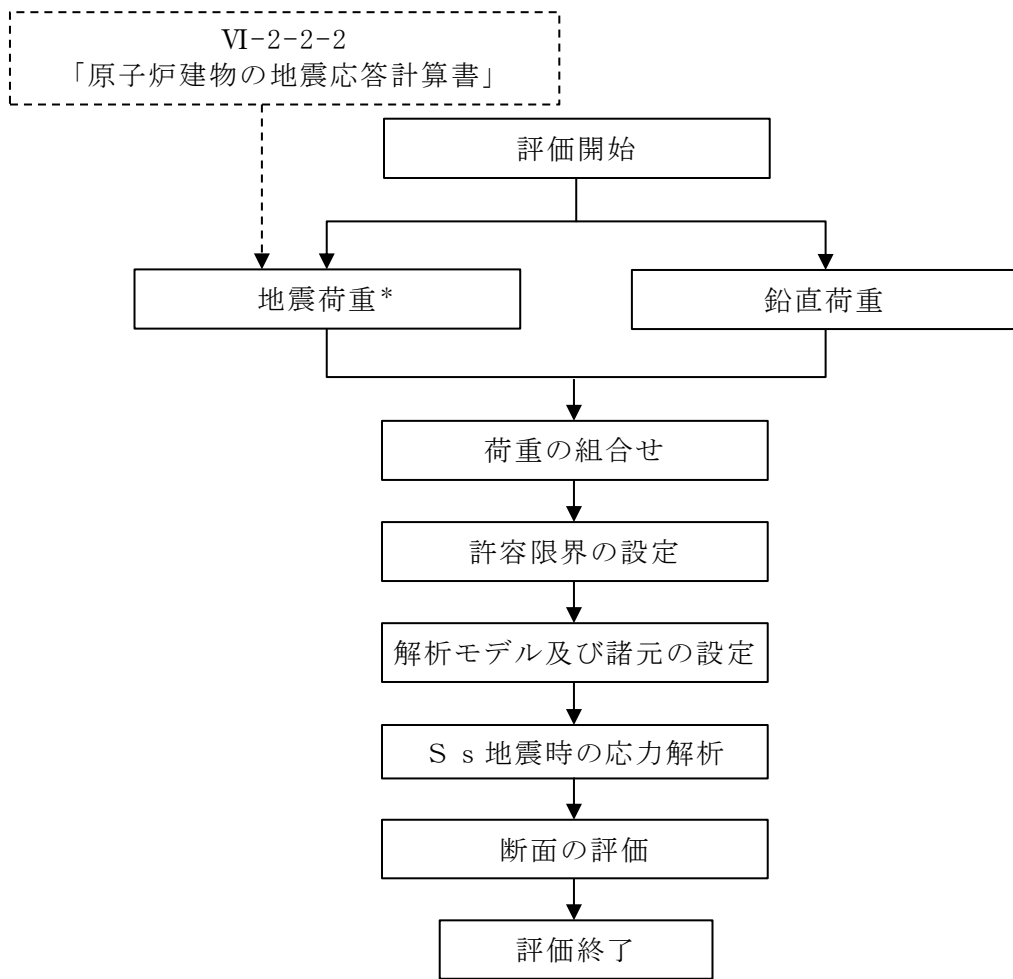 Ⅵ-2-2-2
「原子炉建物の地震応答計算書」
評価開始
地震荷重*
鉛直荷重
荷重の組合せ
許容限界の設定
解析モデル及び諸元の設定
Ｓｓ地震時の応力解析
断面の評価
評価終了